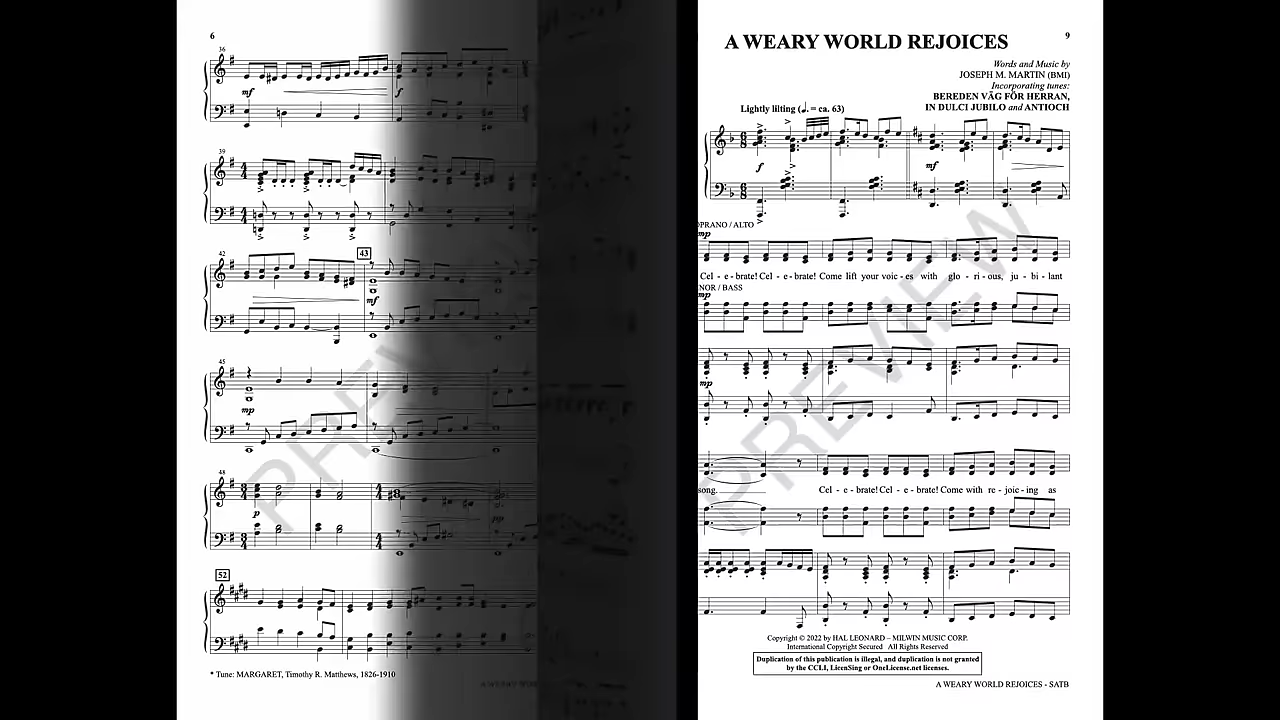 6
36
mf
f
39
42
43
mf
45
mp
48
p
pp
52
* Tune: MARGARET, Timothy R. Matthews, 1826-1910
A WEARY
PREVIEW
9
A WEARY WORLD REJOICES
Words and Music by
JOSEPH M. MARTIN (BMI)
Incorporating tunes:
BEREDEN VÄG FÖR HERRAN,
IN DULCI JUBILO and ANTIOCH
Lightly lilting (♩. = ca. 63)
f
mf
PRANO / ALTO
mp
Cel - e - brate! Cel - e - brate! Come lift your voic - es with glo - ri - ous, ju - bi - lant
NOR / BASS
mp
mp
song.
Cel - e - brate! Cel - e - brate! Come with re - joic - ing as
PREVIEW
Copyright © 2022 by HAL LEONARD – MILWIN MUSIC CORP.
International Copyright Secured All Rights Reserved
Duplication of this publication is illegal, and duplication is not granted
by the CCLI, LicenSing or OneLicense.net licenses.
A WEARY WORLD REJOICES - SATB